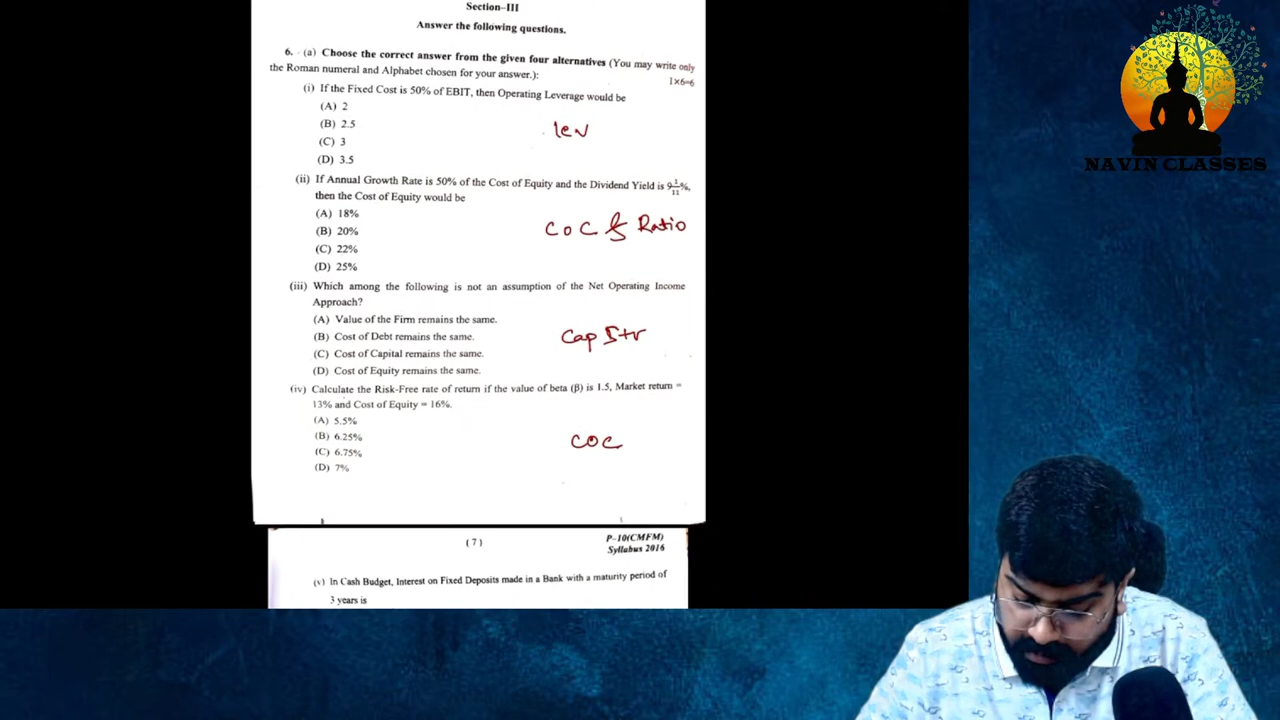 Section-III
Answer the following questions.
6. (a) Choose the correct answer from the given four alternatives (You may write only
the Roman numeral and Alphabet chosen for your answer.):
1×6=6
(i) If the Fixed Cost is 50% of EBIT, then Operating Leverage would be
(A) 2
(B) 2.5
(C) 3
(D) 3.5
lev
(ii) If Annual Growth Rate is 50% of the Cost of Equity and the Dividend Yield is 9 1/11 %,
then the Cost of Equity would be
(A) 18%
(B) 20%
(C) 22%
(D) 25%
COC & Ratio
(iii) Which among the following is not an assumption of the Net Operating Income
Approach?
(A) Value of the Firm remains the same.
(B) Cost of Debt remains the same.
(C) Cost of Capital remains the same.
(D) Cost of Equity remains the same.
Cap Str
(iv) Calculate the Risk-Free rate of return if the value of beta (β) is 1.5, Market return =
13% and Cost of Equity = 16%.
(A) 5.5%
(B) 6.25%
(C) 6.75%
(D) 7%
COC
(7)
P-10(CMFM)
Syllabus 2016
(v) In Cash Budget, Interest on Fixed Deposits made in a Bank with a maturity period of
3 years is
NAVIN CLASSES